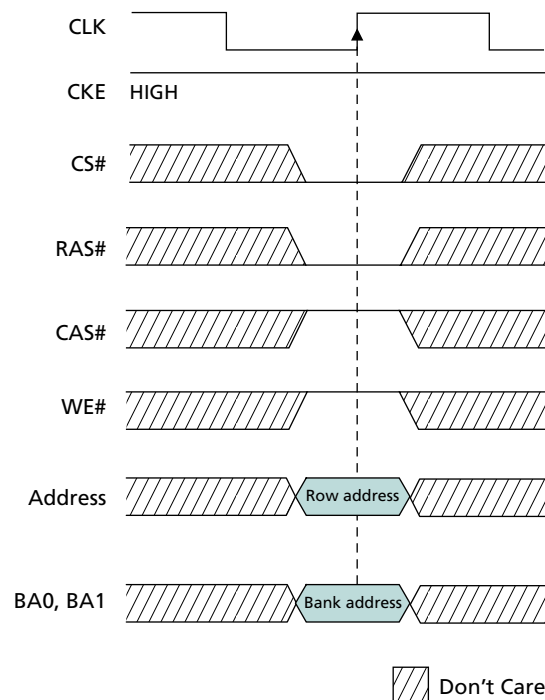 CLK
CKE HIGH
CS#
RAS#
CAS#
WE#
Address Row address
BA0, BA1 Bank address
Don't Care